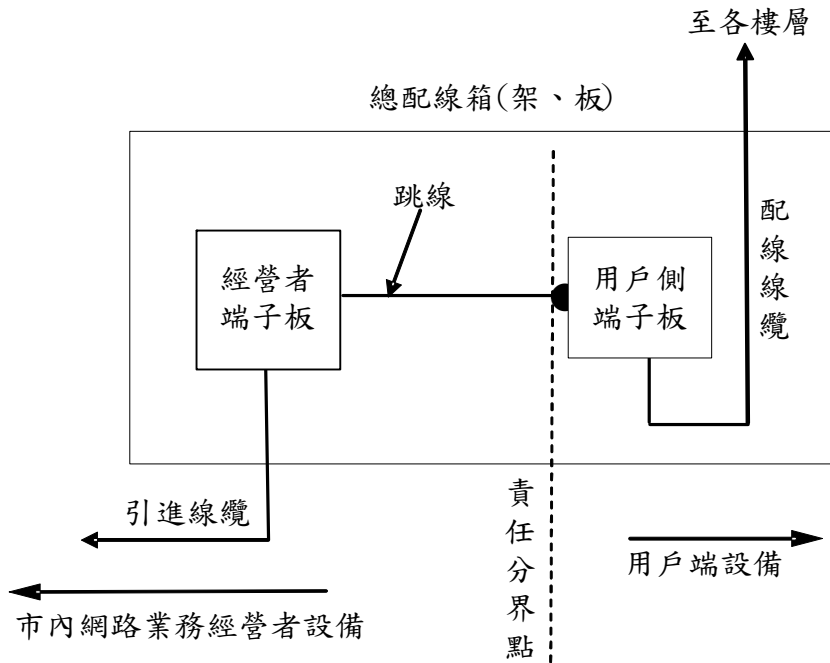 至各樓層
總配線箱(架、板)
跳線
配線線纜
經營者
端子板
用戶側
端子板
引進線纜
責任分界點
用戶端設備
市內網路業務經營者設備